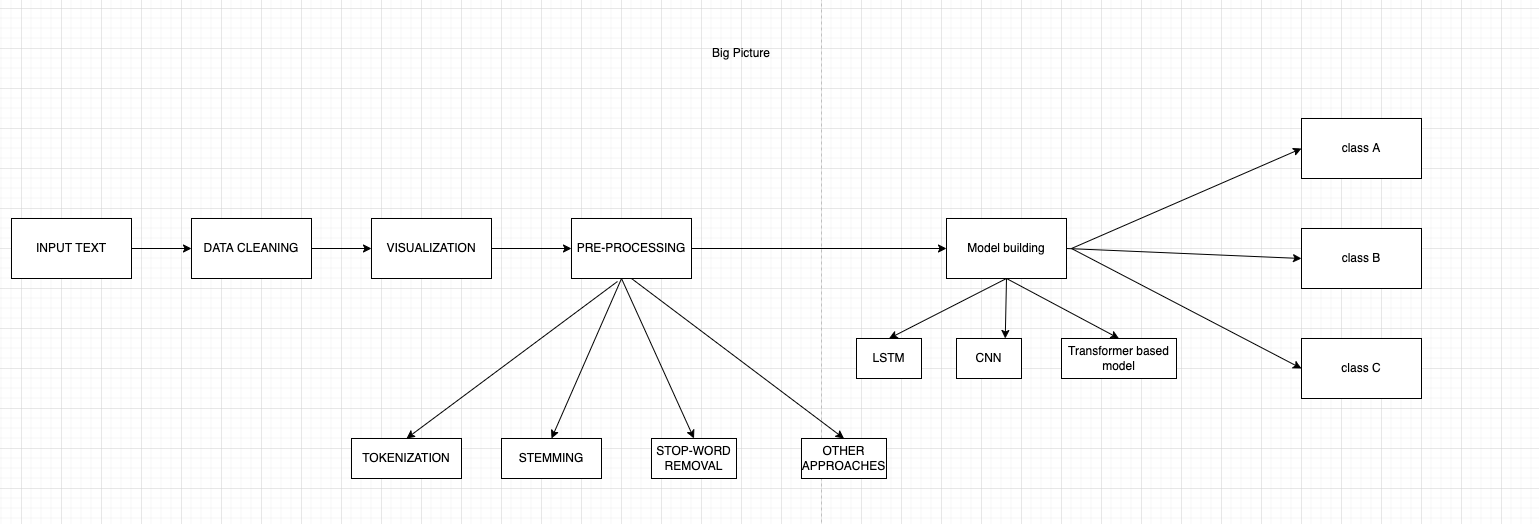 Big Picture
class A
INPUT TEXT
DATA CLEANING
VISUALIZATION
PRE-PROCESSING
Model building
class B
LSTM
CNN
Transformer based
model
class C
TOKENIZATION
STEMMING
STOP-WORD
REMOVAL
OTHER
APPROACHES